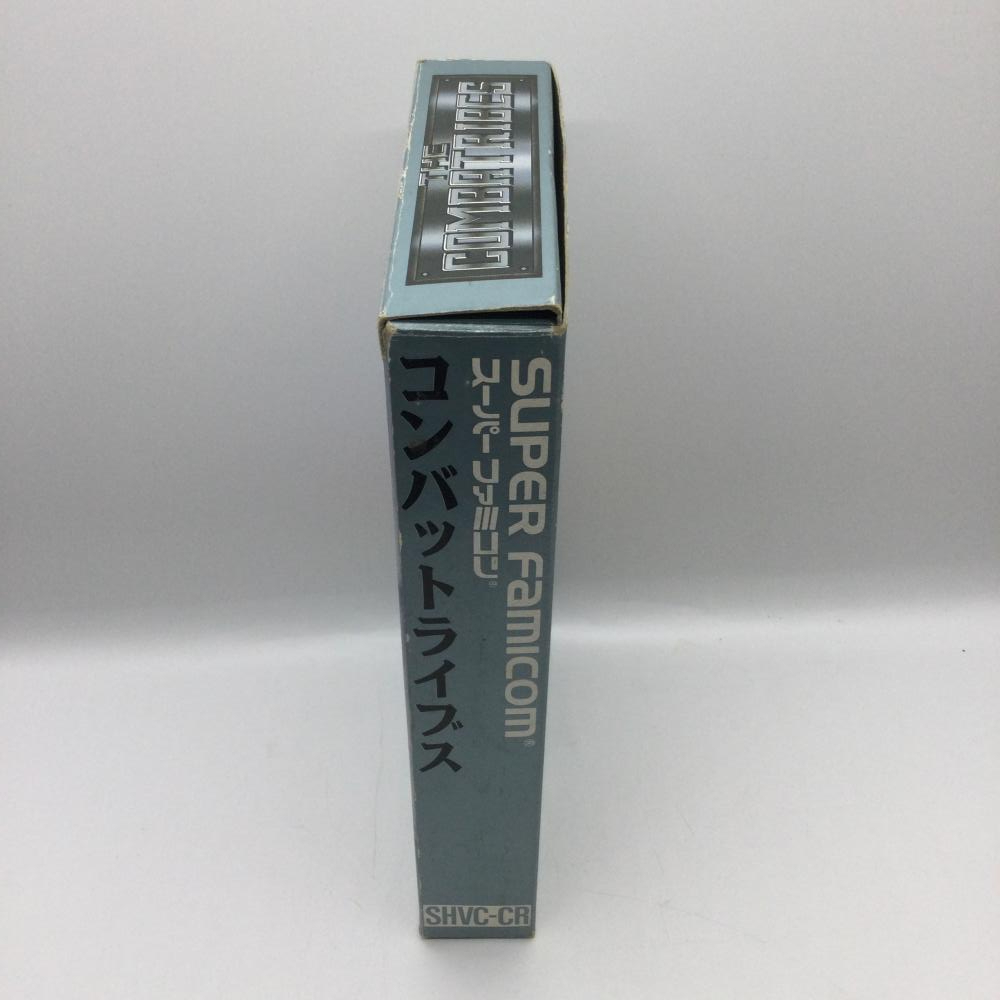 THE
COMBATRIBES
SUPER FAMICOM®
スーパーファミコン®
コンバットライブス
SHVC-CR